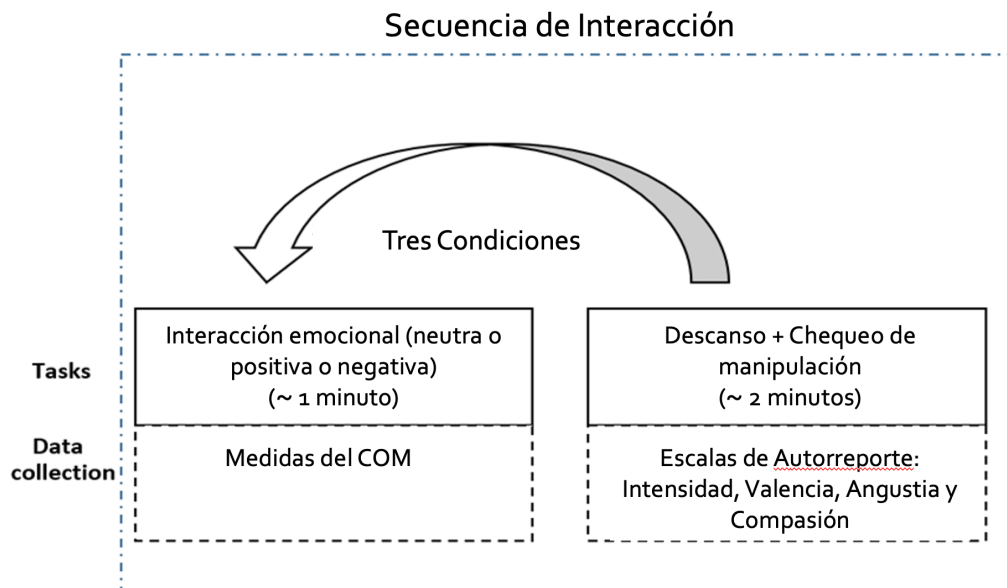 Secuencia de Interacción
Tres Condiciones
Tasks
Interacción emocional (neutra o
positiva o negativa)
(~ 1 minuto)
Descanso + Chequeo de
manipulación
(~ 2 minutos)
Data
collection
Medidas del COM
Escalas de Autorreporte:
Intensidad, Valencia, Angustia y
Compasión